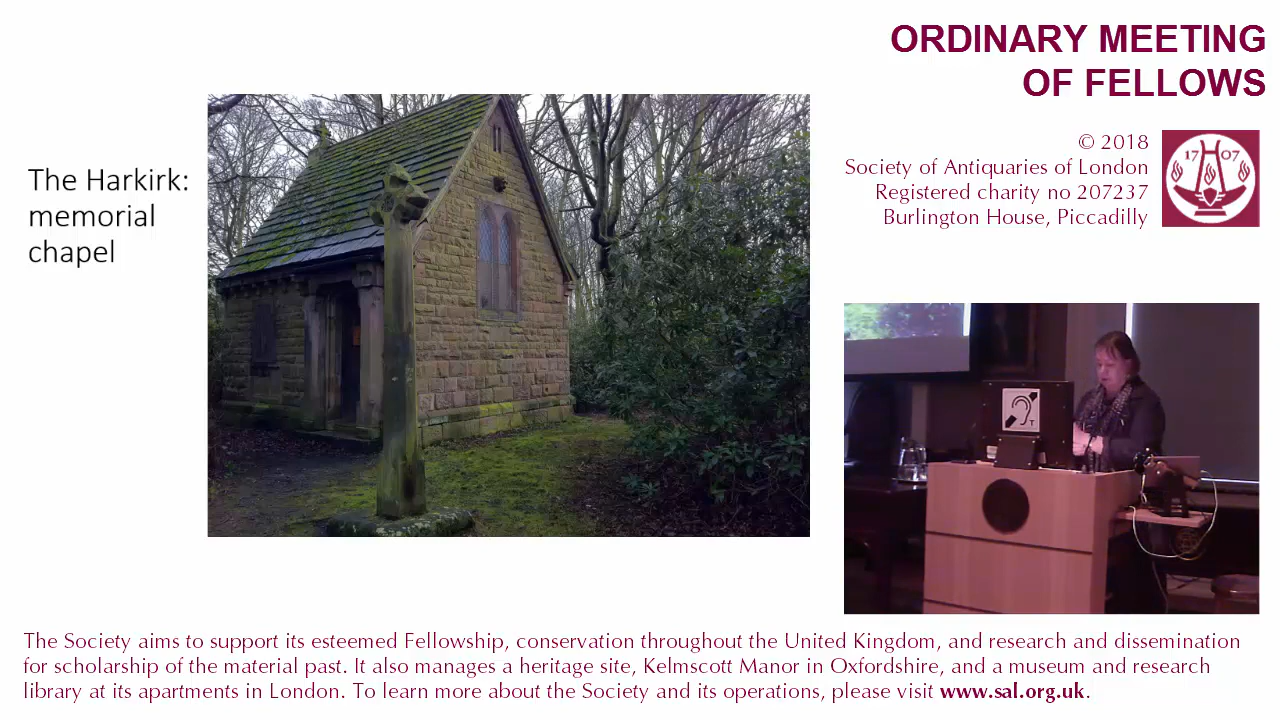 ORDINARY MEETING
OF FELLOWS
© 2018
Society of Antiquaries of London
Registered charity no 207237
Burlington House, Piccadilly
17 07
The Harkirk:
memorial
chapel
T
The Society aims to support its esteemed Fellowship, conservation throughout the United Kingdom, and research and dissemination
for scholarship of the material past. It also manages a heritage site, Kelmscott Manor in Oxfordshire, and a museum and research
library at its apartments in London. To learn more about the Society and its operations, please visit www.sal.org.uk.